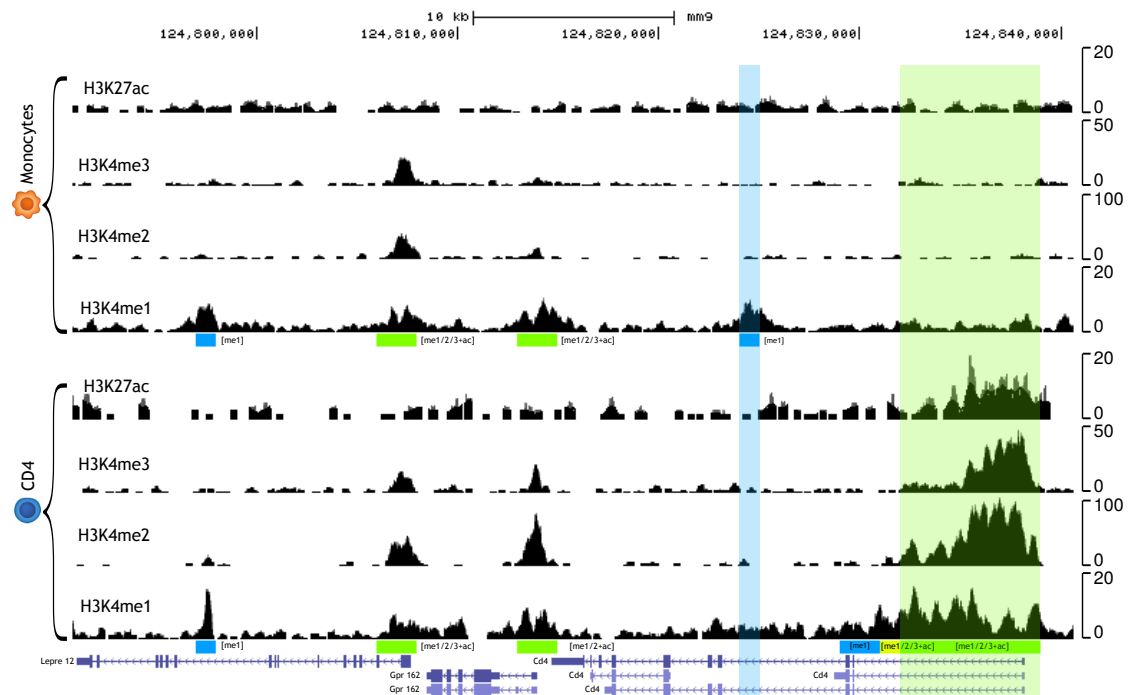 10 kb mm9
124,800,000 124,810,000 124,820,000 124,830,000 124,840,000
Monocytes
H3K27ac 20 0
H3K4me3 50 0
H3K4me2 100 0
H3K4me1 20 0
[me1] [me1/2/3+ac] [me1/2/3+ac] [me1]
CD4
H3K27ac 20 0
H3K4me3 50 0
H3K4me2 100 0
H3K4me1 20 0
[me1] [me1/2/3+ac] [me1/2+ac] [me1] [me1/2/3+ac] [me1/2/3+ac]
Lepre 12 Cd4
Gpr 162 Cd4 Cd4
Gpr 162 Cd4